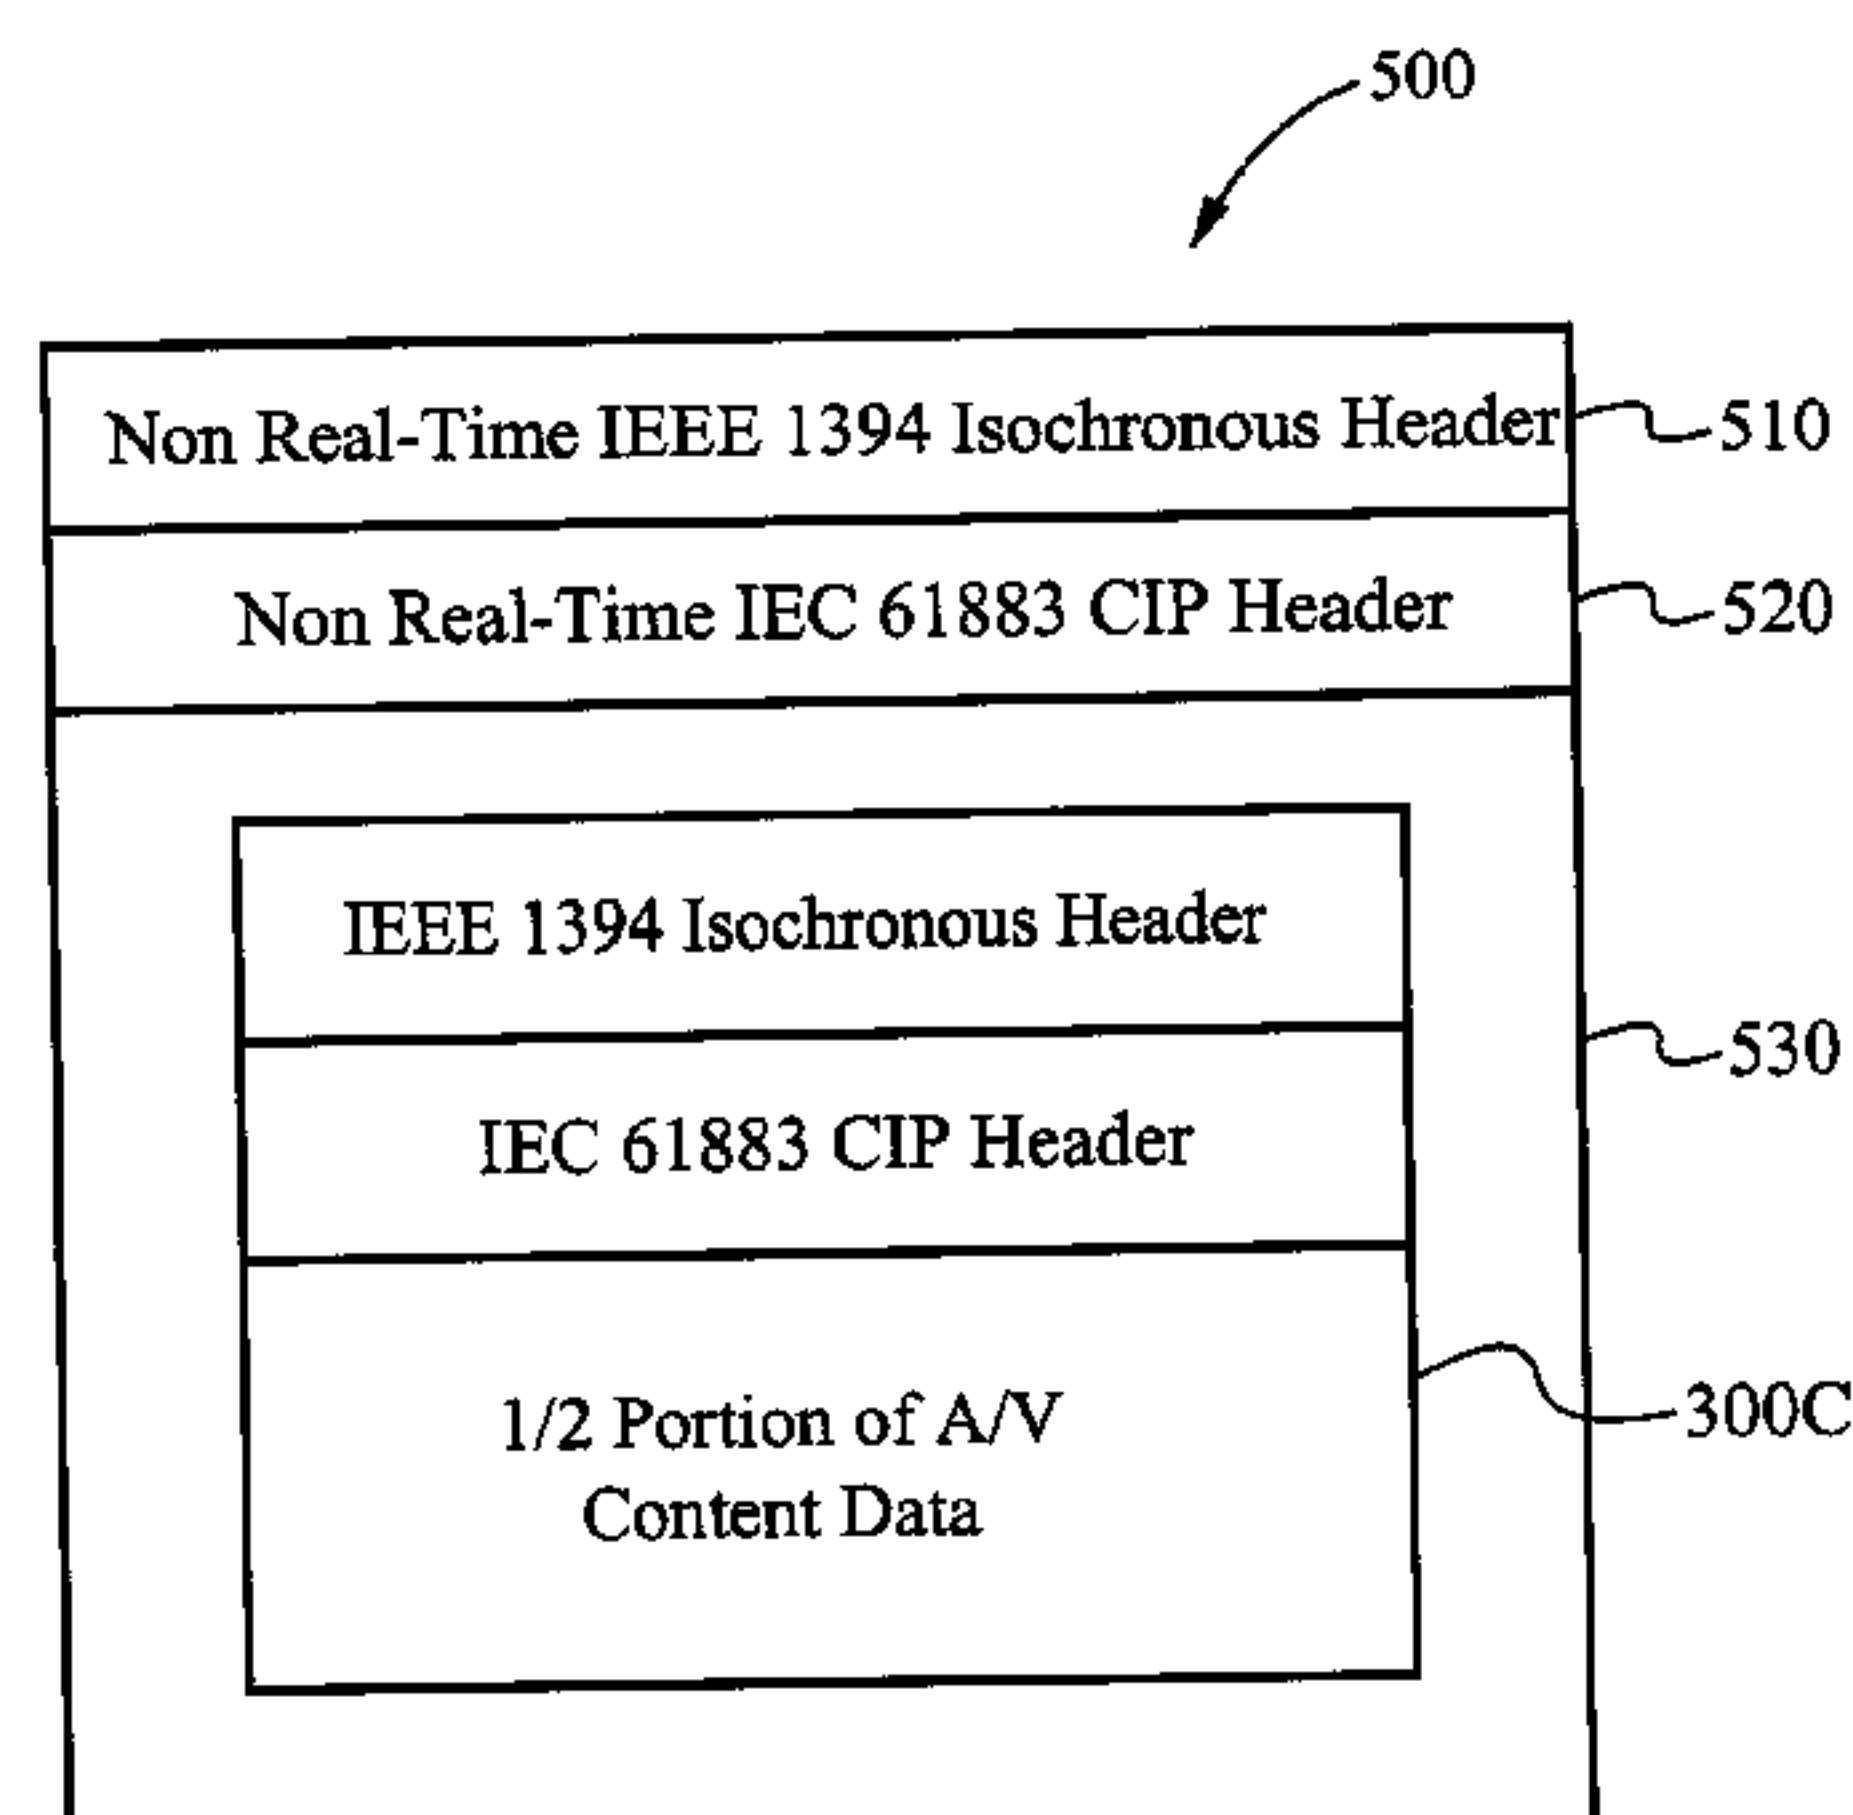 500
Non Real-Time IEEE 1394 Isochronous Header
510
Non Real-Time IEC 61883 CIP Header
520
IEEE 1394 Isochronous Header
530
IEC 61883 CIP Header
1/2 Portion of A/V
Content Data
300C